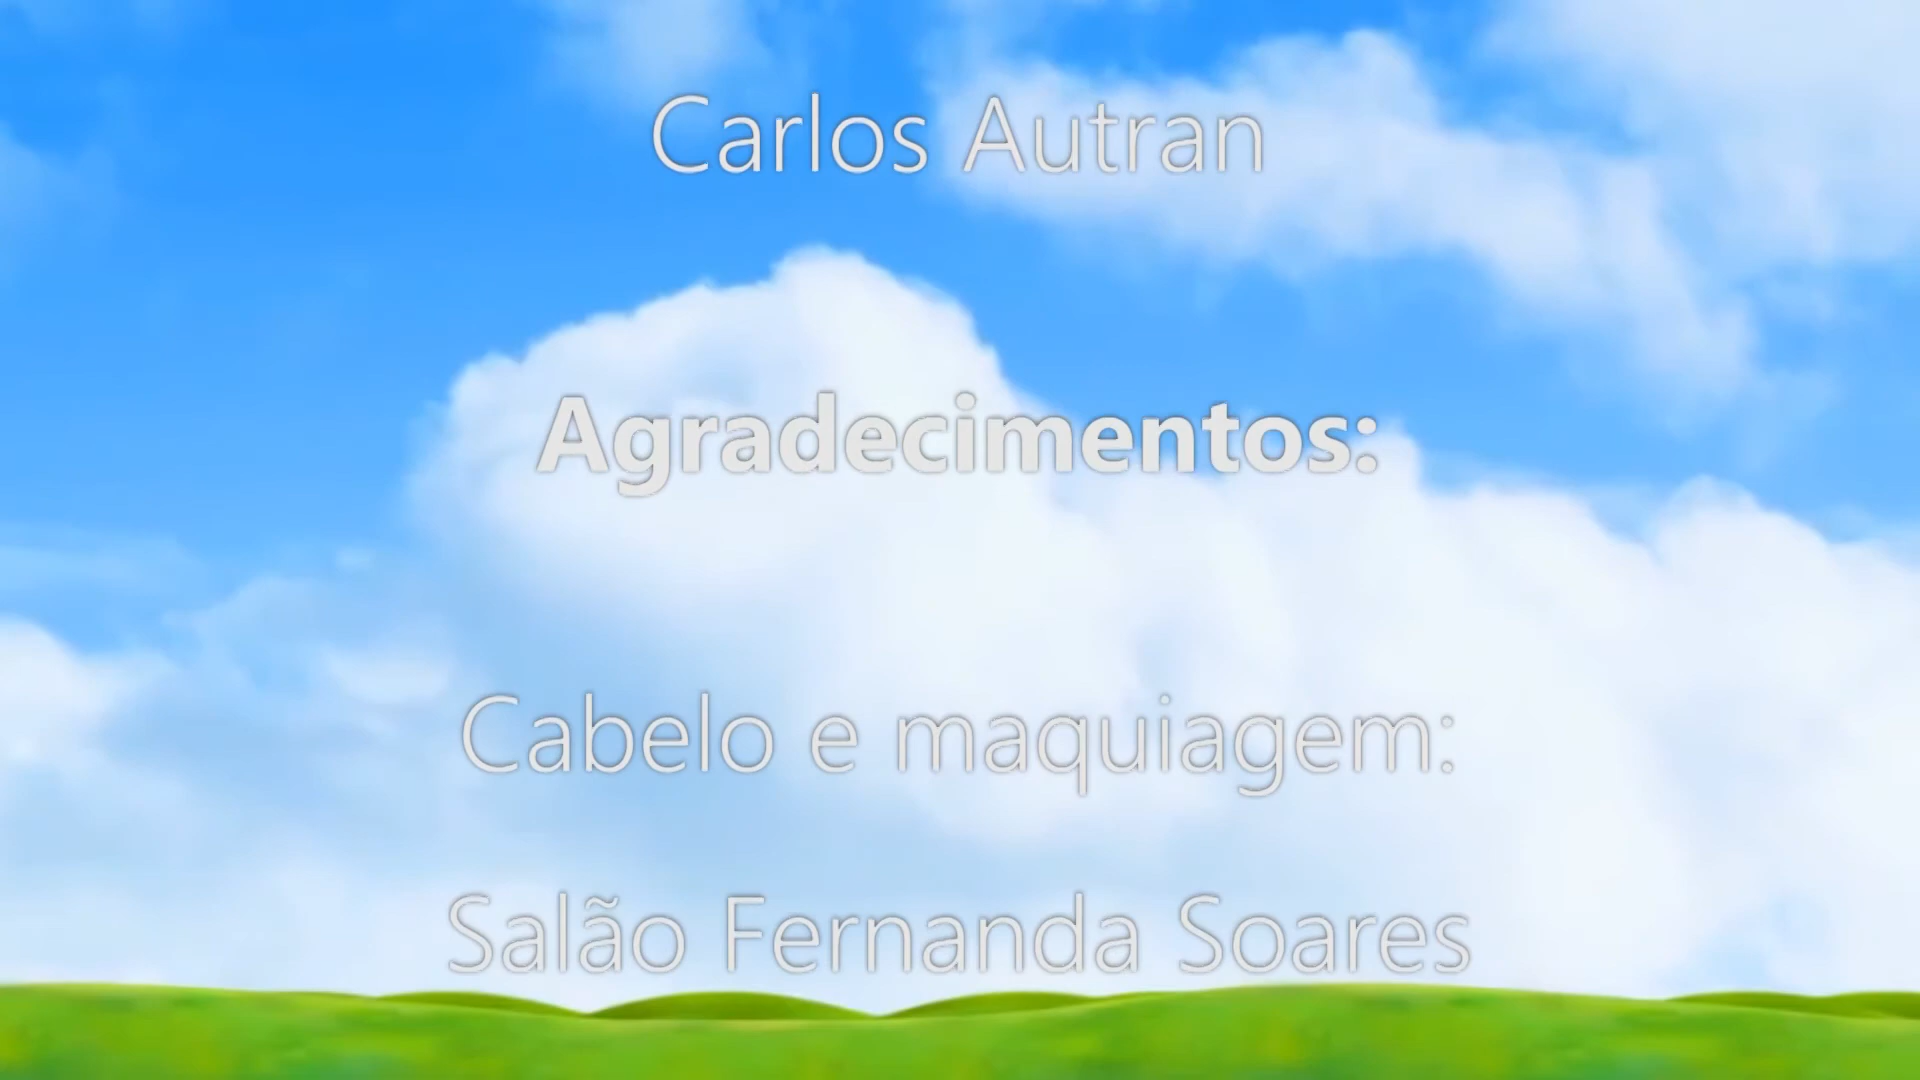 Carlos Autran
Agradecimentos:
Cabelo e maquiagem:
Salão Fernanda Soares